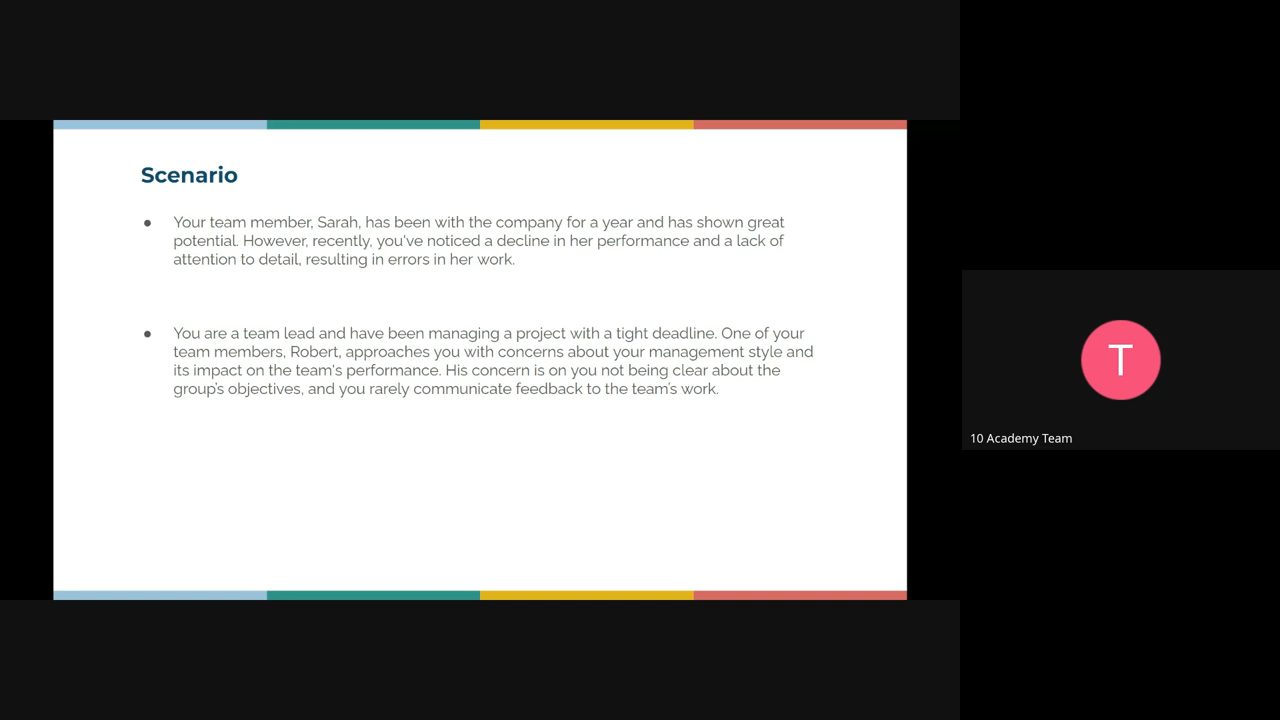 Scenario
● Your team member, Sarah, has been with the company for a year and has shown great
potential. However, recently, you've noticed a decline in her performance and a lack of
attention to detail, resulting in errors in her work.
● You are a team lead and have been managing a project with a tight deadline. One of your
team members, Robert, approaches you with concerns about your management style and
its impact on the team's performance. His concern is on you not being clear about the
group's objectives, and you rarely communicate feedback to the team's work.
T
10 Academy Team